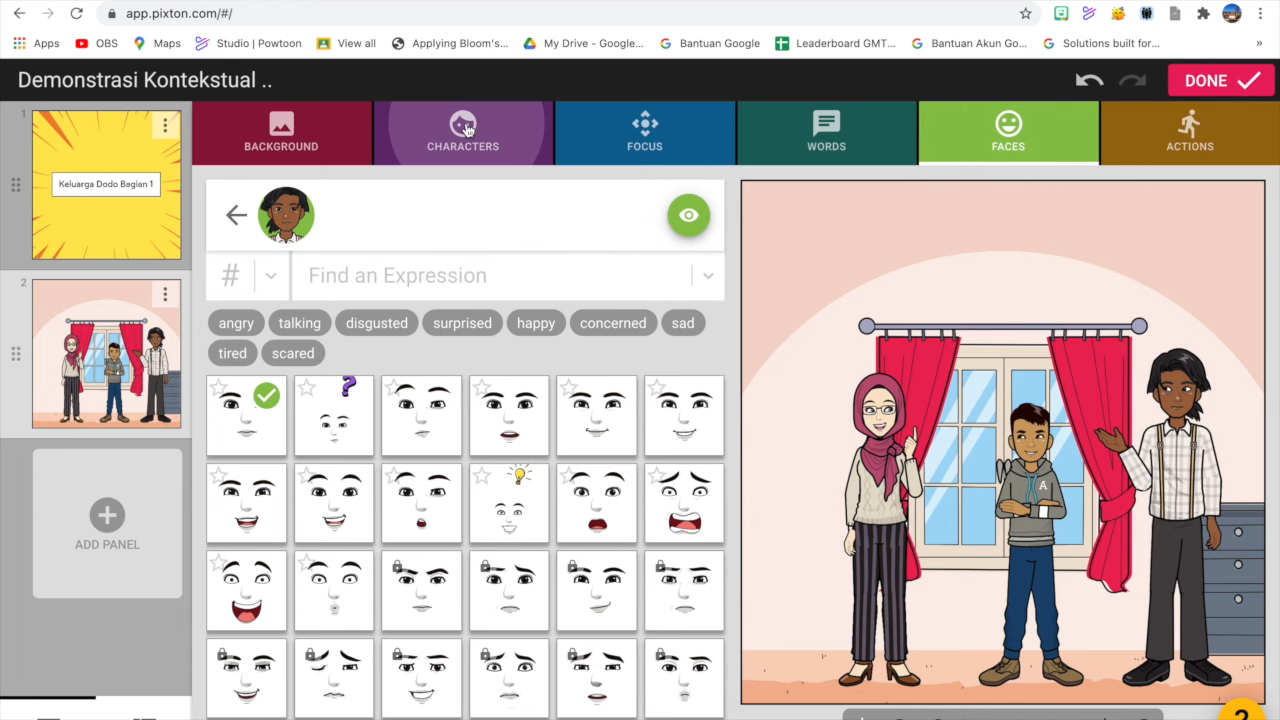 app.pixton.com/#/
Apps
OBS
Maps
Studio | Powtoon
View all
Applying Bloom's...
My Drive - Google...
Bantuan Google
Leaderboard GMT...
Bantuan Akun Go...
Solutions built for...
»
Demonstrasi Kontekstual ..
DONE
BACKGROUND
CHARACTERS
FOCUS
WORDS
FACES
ACTIONS
1
Keluarga Dodo Bagian 1
2
ADD PANEL
#
Find an Expression
angry
talking
disgusted
surprised
happy
concerned
sad
tired
scared
?
A
?